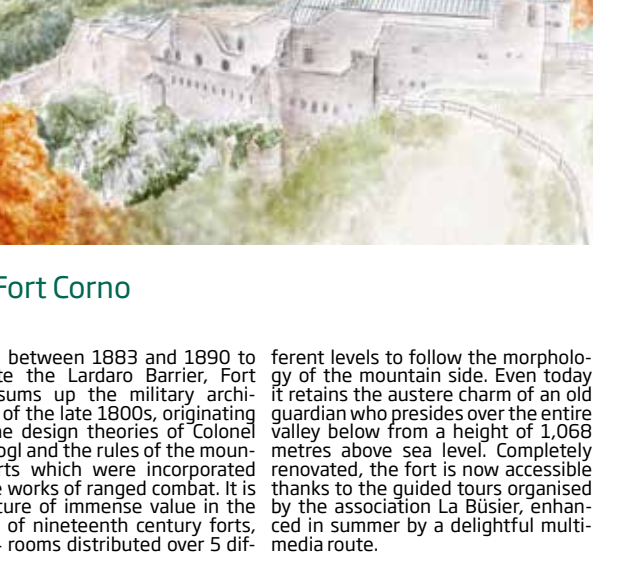 Fort Corno
between 1883 and 1890 to
the Lardaro Barrier, Fort
sums up the military archi-
of the late 1800s, originating
design theories of Colonel
and the rules of the moun-
which were incorporated
works of ranged combat. It is
of immense value in the
of nineteenth century forts,
rooms distributed over 5 dif-
ferent levels to follow the morpholo-
gy of the mountain side. Even today
it retains the austere charm of an old
guardian who presides over the entire
valley below from a height of 1,068
metres above sea level. Completely
renovated, the fort is now accessible
thanks to the guided tours organised
by the association La Büsier, enhan-
ced in summer by a delightful multi-
media route.